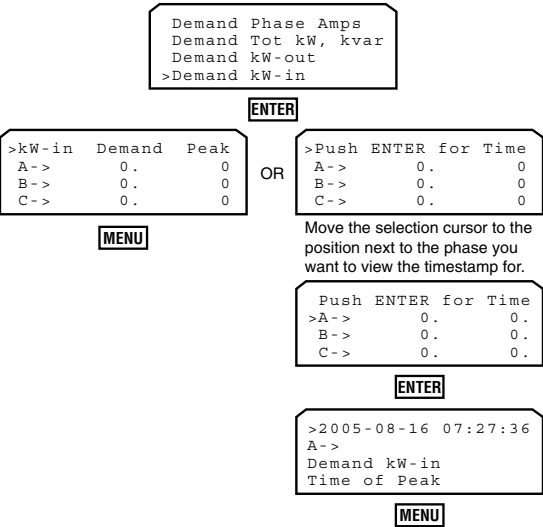 Demand Phase Amps
Demand Tot kW, kvar
Demand kW-out
>Demand kW-in
ENTER
>kW-in Demand Peak
A-> 0. 0
B-> 0. 0
C-> 0. 0
MENU
OR
>Push ENTER for Time
A-> 0. 0
B-> 0. 0
C-> 0. 0
Move the selection cursor to the
position next to the phase you
want to view the timestamp for.
Push ENTER for Time
>A-> 0. 0.
B-> 0. 0.
C-> 0. 0.
ENTER
>2005-08-16 07:27:36
A->
Demand kW-in
Time of Peak
MENU